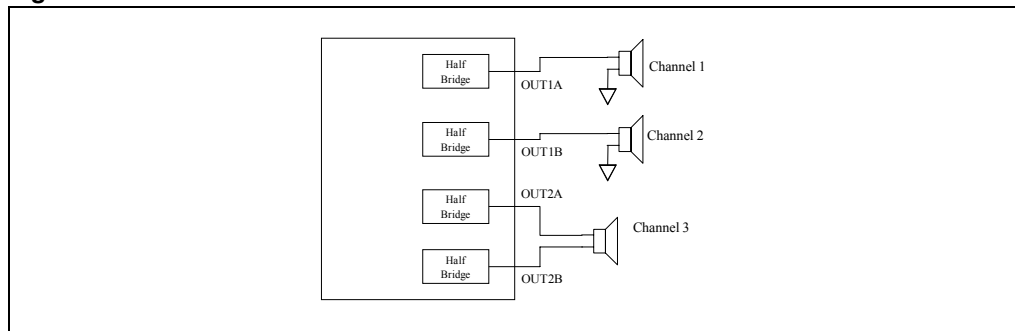 Half
Bridge
OUT1A
Channel 1
Half
Bridge
OUT1B
Channel 2
Half
Bridge
OUT2A
Channel 3
Half
Bridge
OUT2B